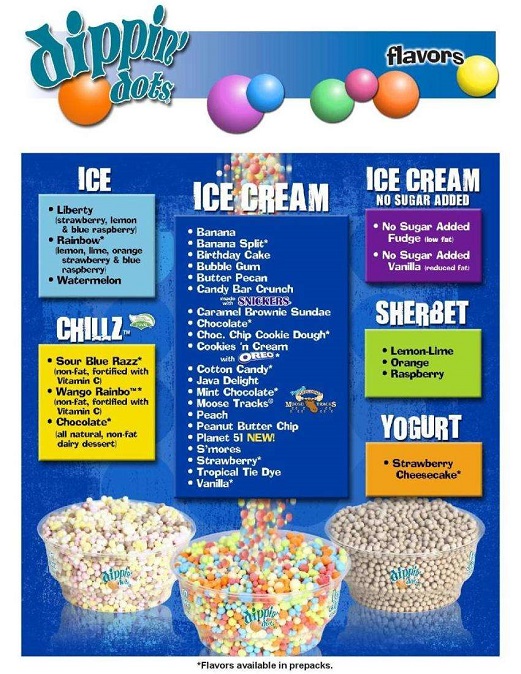 dippin'
dots
flavors
ICE
• Liberty
(strawberry, lemon
& blue raspberry)
• Rainbow*
(lemon, lime, orange
strawberry & blue
raspberry)
• Watermelon
CHILLZ™
• Sour Blue Razz*
(non-fat, fortified with
Vitamin C)
• Wango Rainbo™*
(non-fat, fortified with
Vitamin C)
• Chocolate*
(all natural, non-fat
dairy dessert)
ICE CREAM
• Banana
• Banana Split*
• Birthday Cake
• Bubble Gum
• Butter Pecan
• Candy Bar Crunch
made with SNICKERS
• Caramel Brownie Sundae
• Chocolate*
• Choc. Chip Cookie Dough*
• Cookies 'n Cream
with OREO *
• Cotton Candy*
• Java Delight
• Mint Chocolate*
• Moose Tracks®
MOOSE TRACKS
• Peach
• Peanut Butter Chip
• Planet 51 NEW!
• S'mores
• Strawberry*
• Tropical Tie Dye
• Vanilla*
ICE CREAM
NO SUGAR ADDED
• No Sugar Added
Fudge (low fat)
• No Sugar Added
Vanilla (reduced fat)
SHERBET
• Lemon-Lime
• Orange
• Raspberry
YOGURT
• Strawberry
Cheesecake*
dippin'
dots
dippin'
dots
dippin'
dots
*Flavors available in prepacks.